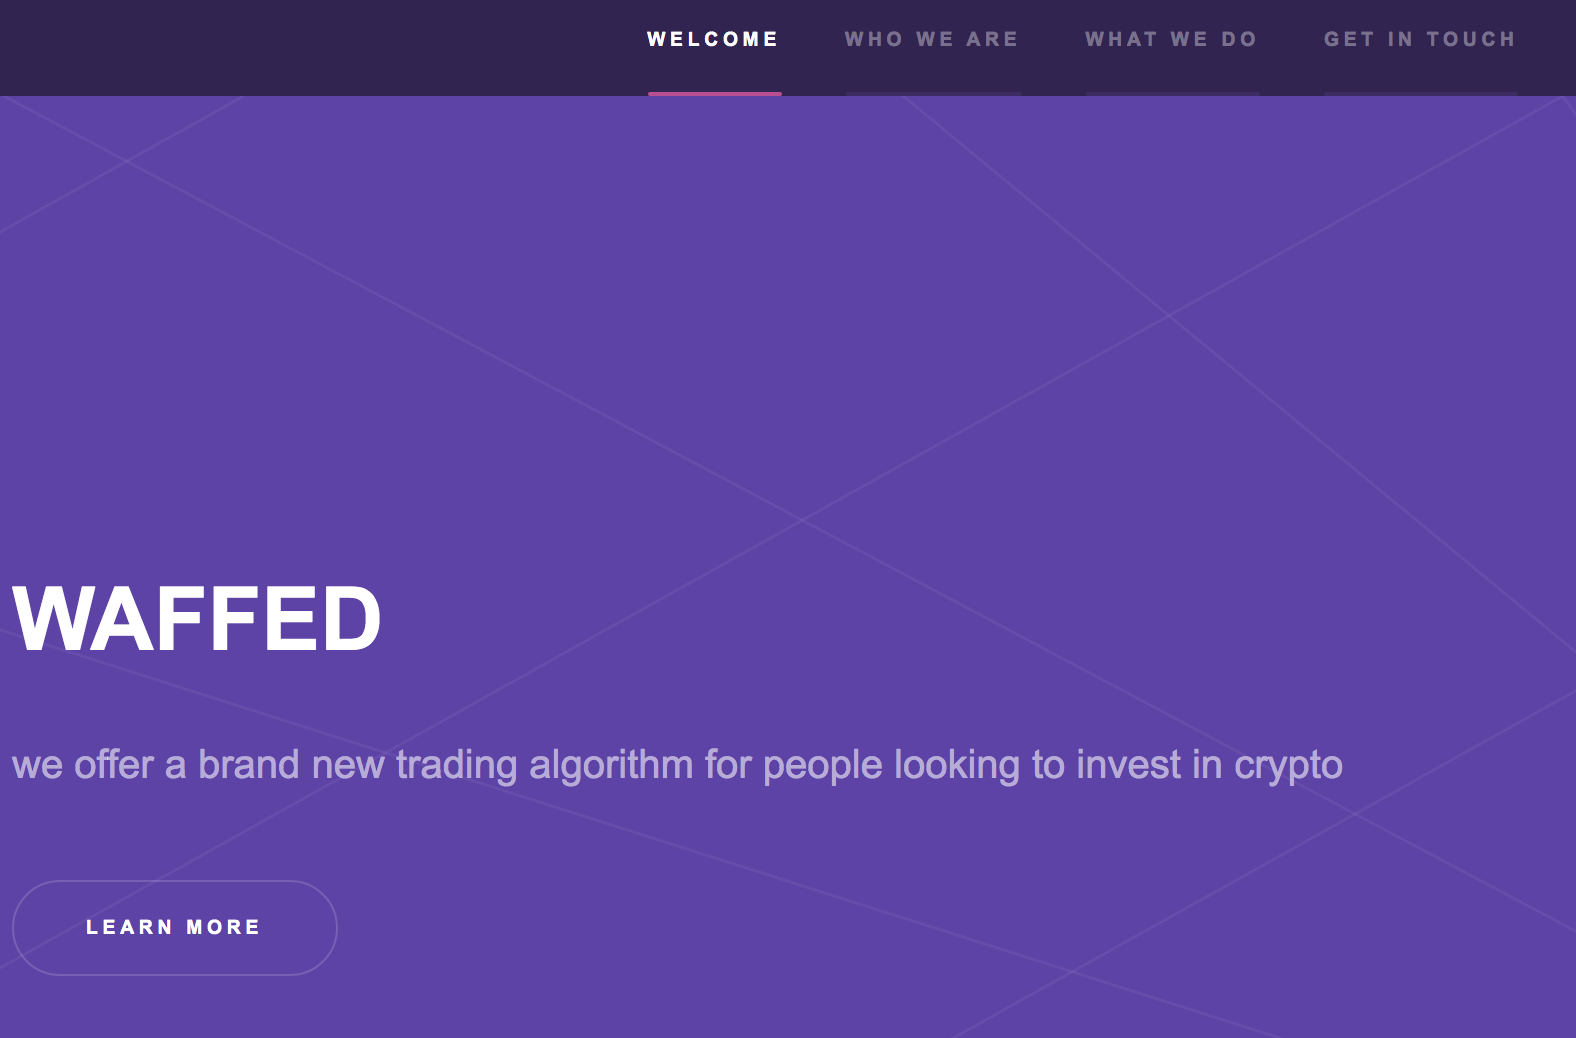 WELCOME WHO WE ARE WHAT WE DO GET IN TOUCH
WAFFED
we offer a brand new trading algorithm for people looking to invest in crypto
LEARN MORE